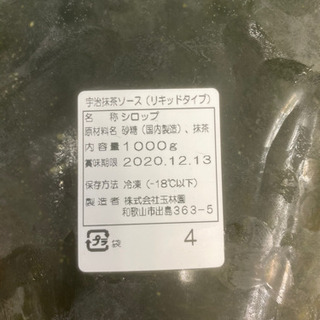 宇治抹茶ソース(リキッドタイプ)
名　称 シロップ
原材料名 砂糖(国内製造)、抹茶
内容量 1000g
賞味期限 2020.12.13
保存方法 冷凍(-18℃以下)
製造者 株式会社玉林園
和歌山市出島363-5
プラ 袋 4